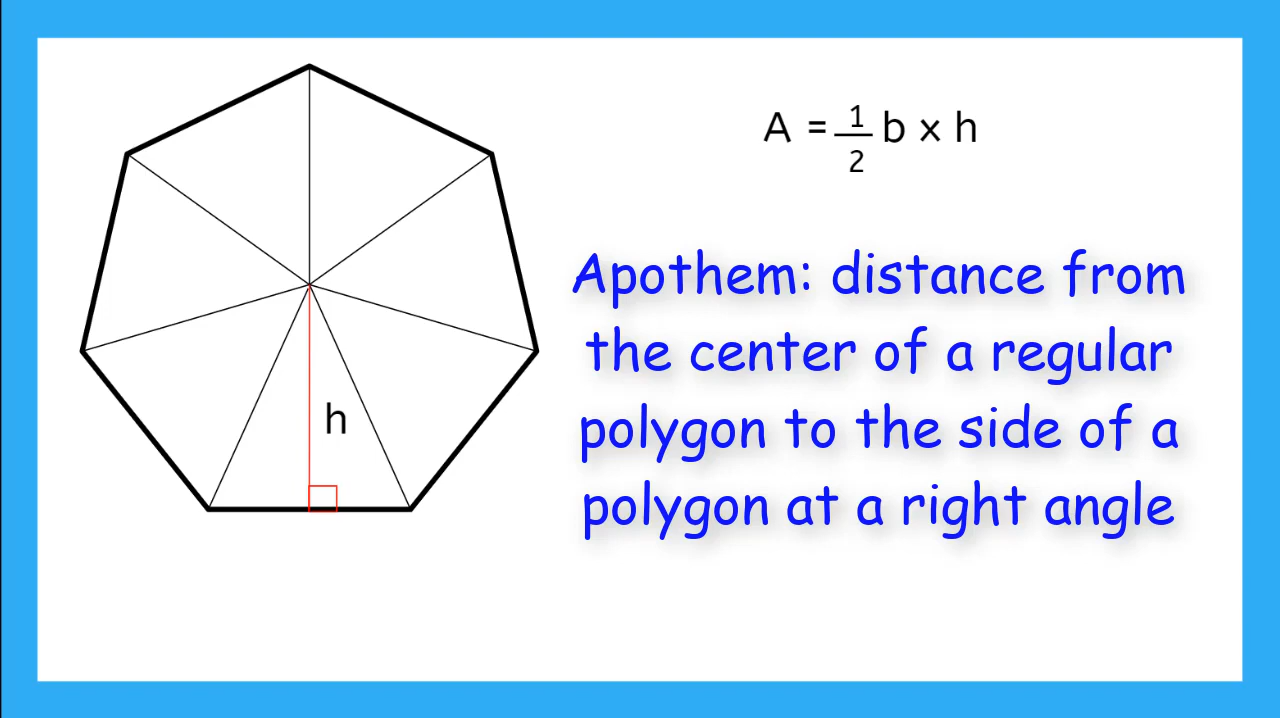 A = 1/2 b x h
Apothem: distance from
the center of a regular
polygon to the side of a
polygon at a right angle
h